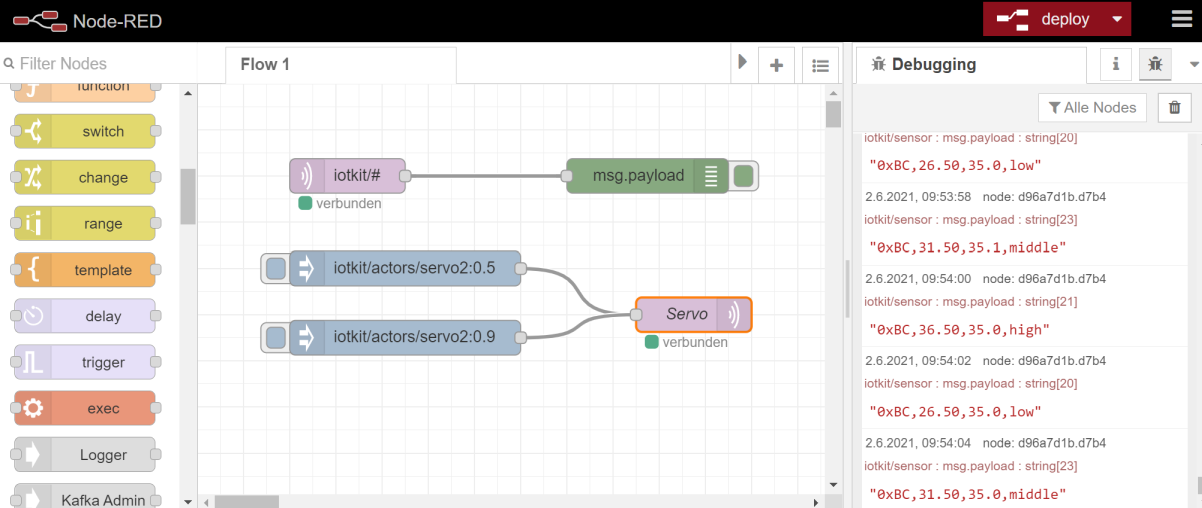 Node-RED
deploy
Filter Nodes
Flow 1
Debugging
Alle Nodes
function
switch
change
range
template
delay
trigger
exec
Logger
Kafka Admin
iotkit/#
verbunden
msg.payload
iotkit/actors/servo2:0.5
iotkit/actors/servo2:0.9
Servo
verbunden
iotkit/sensor : msg.payload : string[20]
"0xBC,26.50,35.0,low"
2.6.2021, 09:53:58 node: d96a7d1b.d7b4
iotkit/sensor : msg.payload : string[23]
"0xBC,31.50,35.1,middle"
2.6.2021, 09:54:00 node: d96a7d1b.d7b4
iotkit/sensor : msg.payload : string[21]
"0xBC,36.50,35.0,high"
2.6.2021, 09:54:02 node: d96a7d1b.d7b4
iotkit/sensor : msg.payload : string[20]
"0xBC,26.50,35.0,low"
2.6.2021, 09:54:04 node: d96a7d1b.d7b4
iotkit/sensor : msg.payload : string[23]
"0xBC,31.50,35.0,middle"